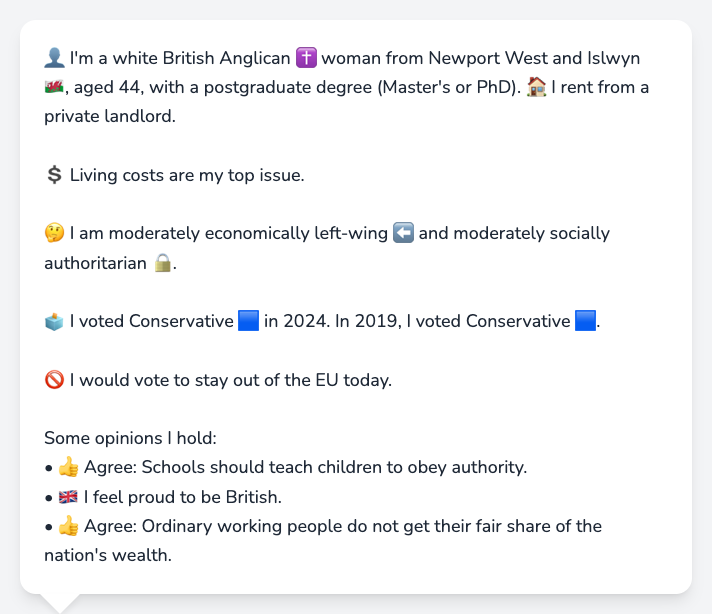 👤 I'm a white British Anglican ✝️ woman from Newport West and Islwyn
🏴󠁧󠁢󠁷󠁬󠁳󠁿, aged 44, with a postgraduate degree (Master's or PhD). 🏠 I rent from a
private landlord.
💲 Living costs are my top issue.
🤔 I am moderately economically left-wing ⬅️ and moderately socially
authoritarian 🔒.
🗳️ I voted Conservative 🟦 in 2024. In 2019, I voted Conservative 🟦.
🚫 I would vote to stay out of the EU today.
Some opinions I hold:
• 👍 Agree: Schools should teach children to obey authority.
• 🇬🇧 I feel proud to be British.
• 👍 Agree: Ordinary working people do not get their fair share of the
nation's wealth.